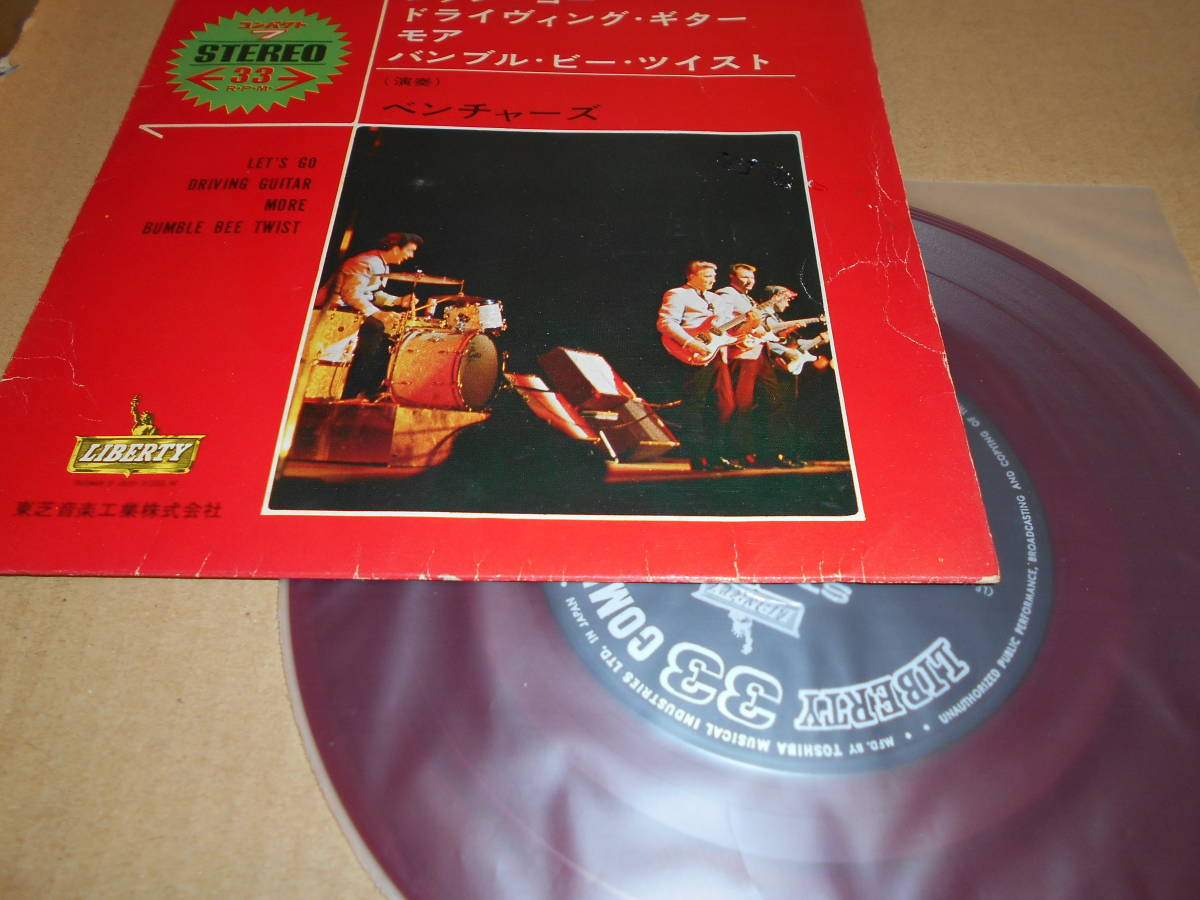 コンパクト
7
STEREO
33
R・P・M・
ドライヴィング・ギター
モア
バンブル・ビー・ツイスト
(演奏)
ベンチャーズ
LET'S GO
DRIVING GUITAR
MORE
BUMBLE BEE TWIST
LIBERTY
東芝音楽工業株式会社
LIBERTY
33 COM
LIBERTY
MFD. BY TOSHIBA MUSICAL INDUSTRIES LTD. IN JAPAN
UNAUTHORIZED PUBLIC PERFORMANCE, BROADCASTING AND COPYING OF